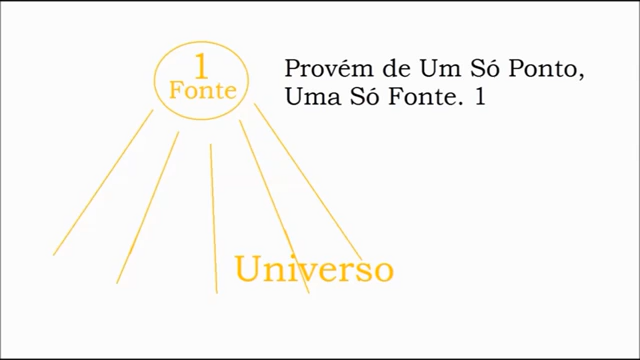 1
Fonte
Provém de Um Só Ponto,
Uma Só Fonte. 1
Universo